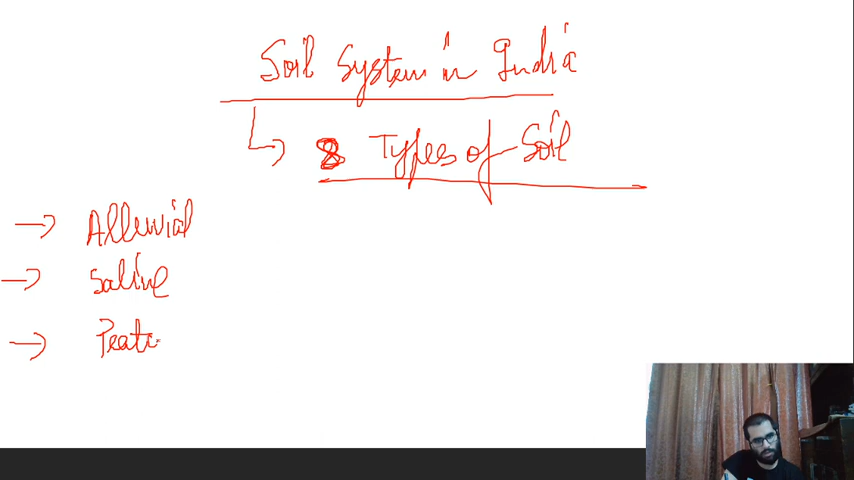 Soil System in India
8 Types of Soil
Alluvial
Saline
Peat